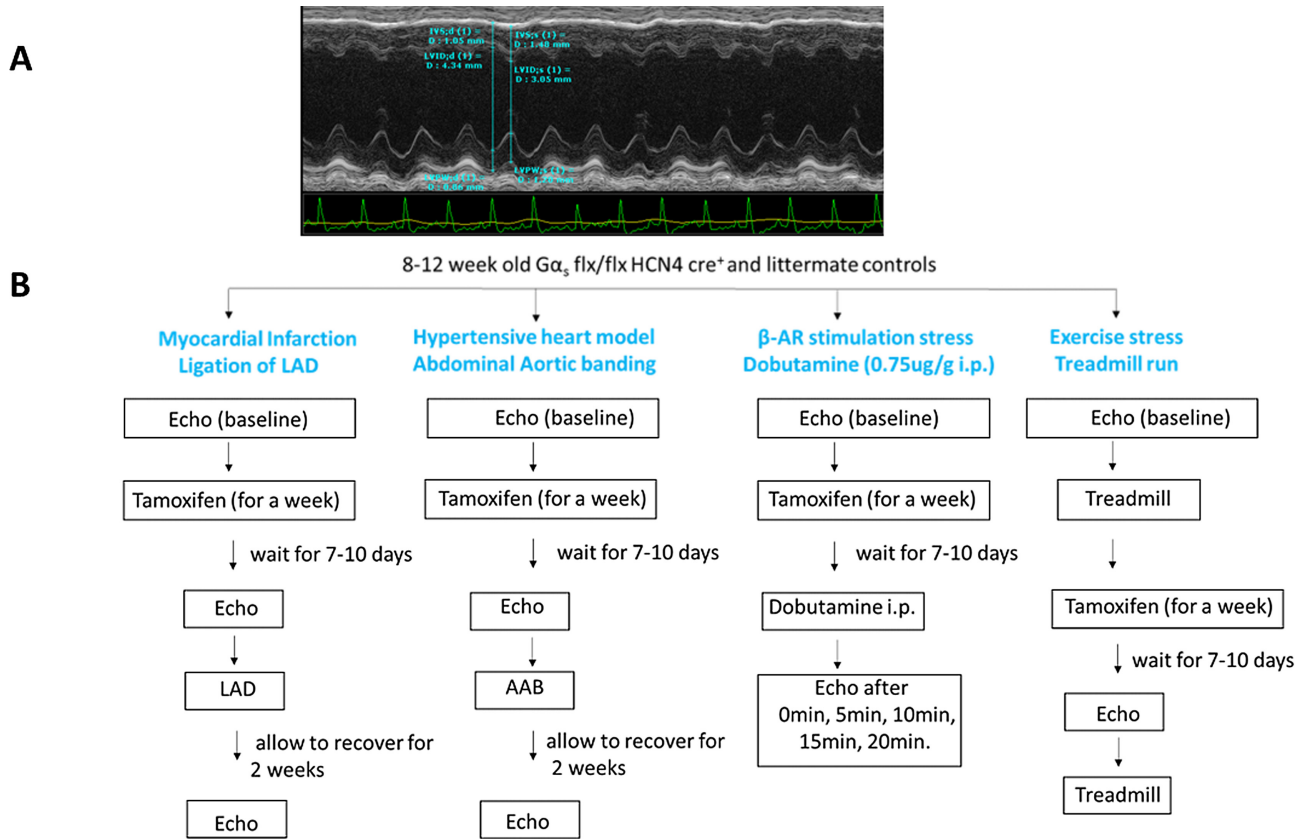 A
IVS;d (1) =
D : 1.05 mm
LVID;d (1) =
D : 4.34 mm
IVS;s (1) =
D : 1.40 mm
LVID;s (1) =
D : 3.05 mm
LVPW;d (1) =
LVPW;s (1) =
B
8-12 week old Gαs flx/flx HCN4 cre+ and littermate controls
Myocardial Infarction
Ligation of LAD
Echo (baseline)
Tamoxifen (for a week)
wait for 7-10 days
Echo
LAD
allow to recover for
2 weeks
Echo
Hypertensive heart model
Abdominal Aortic banding
Echo (baseline)
Tamoxifen (for a week)
wait for 7-10 days
Echo
AAB
allow to recover for
2 weeks
Echo
β-AR stimulation stress
Dobutamine (0.75ug/g i.p.)
Echo (baseline)
Tamoxifen (for a week)
wait for 7-10 days
Dobutamine i.p.
Echo after
0min, 5min, 10min,
15min, 20min.
Exercise stress
Treadmill run
Echo (baseline)
Treadmill
Tamoxifen (for a week)
wait for 7-10 days
Echo
Treadmill